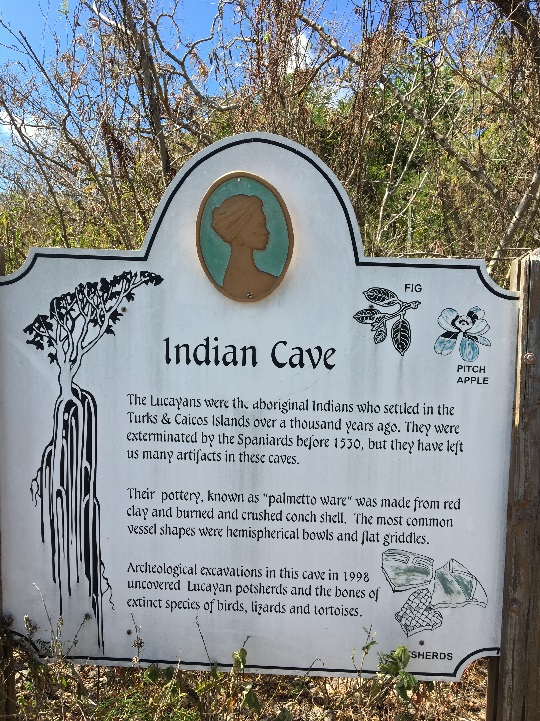 FIG
Indian Cave
PITCH
APPLE
The Lucayans were the aboriginal Indians who settled in the
Turks & Caicos Islands over a thousand years ago. They were
exterminated by the Spaniards before 1530, but they have left
us many artifacts in these caves.
Their pottery, known as "palmetto ware" was made from red
clay and burned and crushed conch shell. The most common
vessel shapes were hemispherical bowls and flat griddles.
Archeological excavations in this cave in 1998
uncovered Lucayan potsherds and the bones of
extinct species of birds, lizards and tortoises.
SHERDS